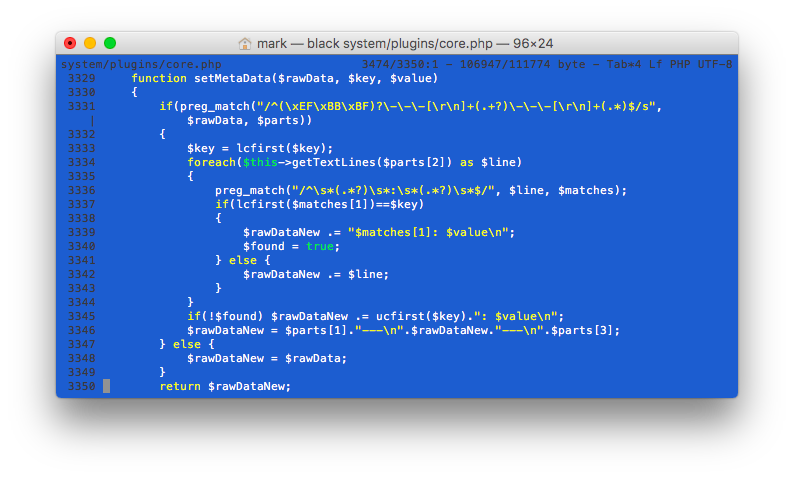 mark — black system/plugins/core.php — 96×24
system/plugins/core.php 3474/3350:1 - 106947/111774 byte - Tab*4 Lf PHP UTF-8
3329 function setMetaData($rawData, $key, $value)
3330 {
3331 if(preg_match("/^(\xEF\xBB\xBF)?\-\-\-[\r\n]+(.+?)\-\-\-[\r\n]+(.*)$/s",
| $rawData, $parts))
3332 {
3333 $key = lcfirst($key);
3334 foreach($this->getTextLines($parts[2]) as $line)
3335 {
3336 preg_match("/^\s*(.*?)\s*:\s*(.*?)\s*$/", $line, $matches);
3337 if(lcfirst($matches[1])==$key)
3338 {
3339 $rawDataNew .= "$matches[1]: $value\n";
3340 $found = true;
3341 } else {
3342 $rawDataNew .= $line;
3343 }
3344 }
3345 if(!$found) $rawDataNew .= ucfirst($key).": $value\n";
3346 $rawDataNew = $parts[1]."---\n".$rawDataNew."---\n".$parts[3];
3347 } else {
3348 $rawDataNew = $rawData;
3349 }
3350 return $rawDataNew;